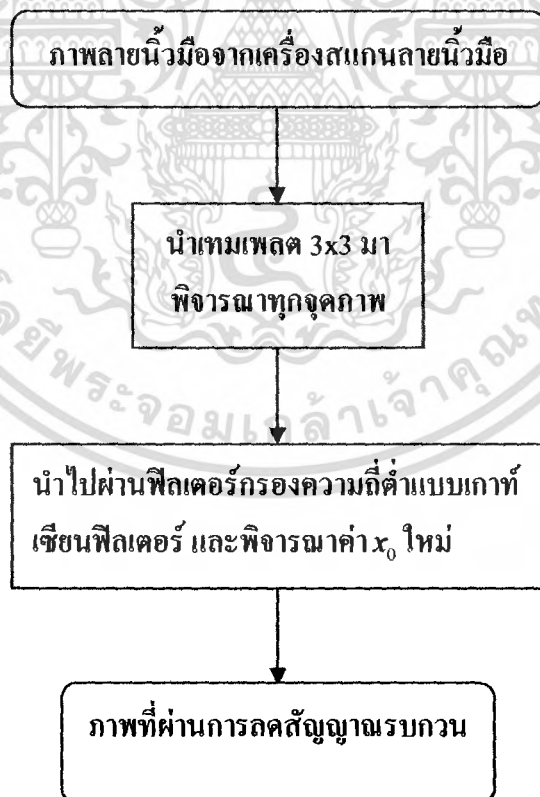 ภาพลายนิ้วมือจากเครื่องสแกนลายนิ้วมือ
นำเทมเพลต 3x3 มา
พิจารณาทุกจุดภาพ
นำไปผ่านฟิลเตอร์กรองความถี่ต่ำแบบเกาท์
เซียนฟิลเตอร์ และพิจารณาค่า x₀ ใหม่
ภาพที่ผ่านการลดสัญญาณรบกวน